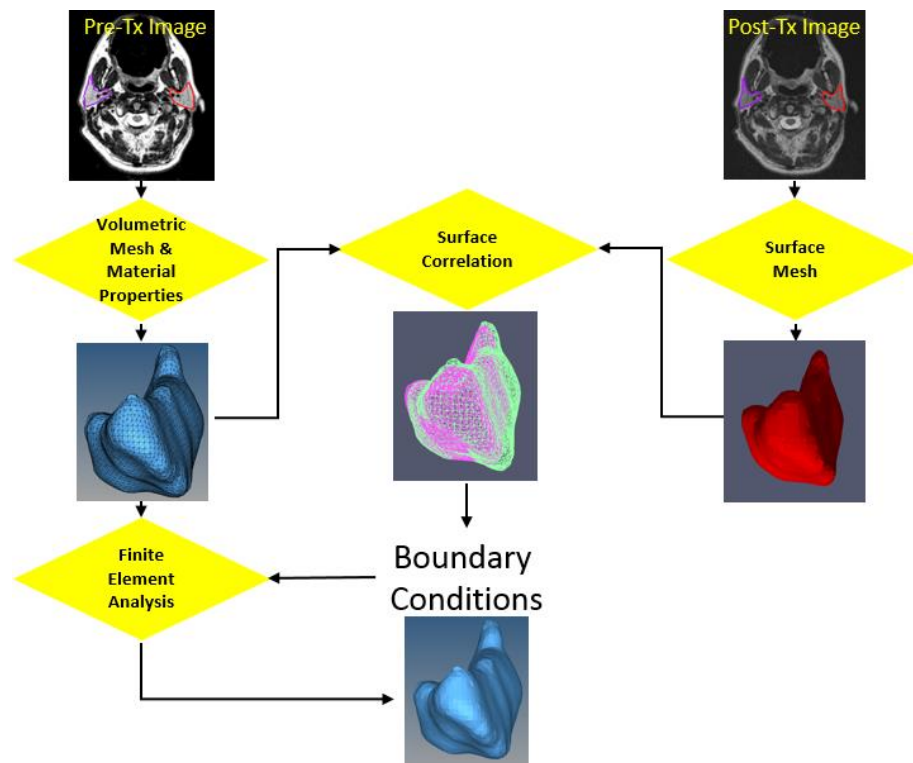 Pre-Tx Image
Post-Tx Image
Volumetric
Mesh &
Material
Properties
Surface
Correlation
Surface
Mesh
Finite
Element
Analysis
Boundary
Conditions